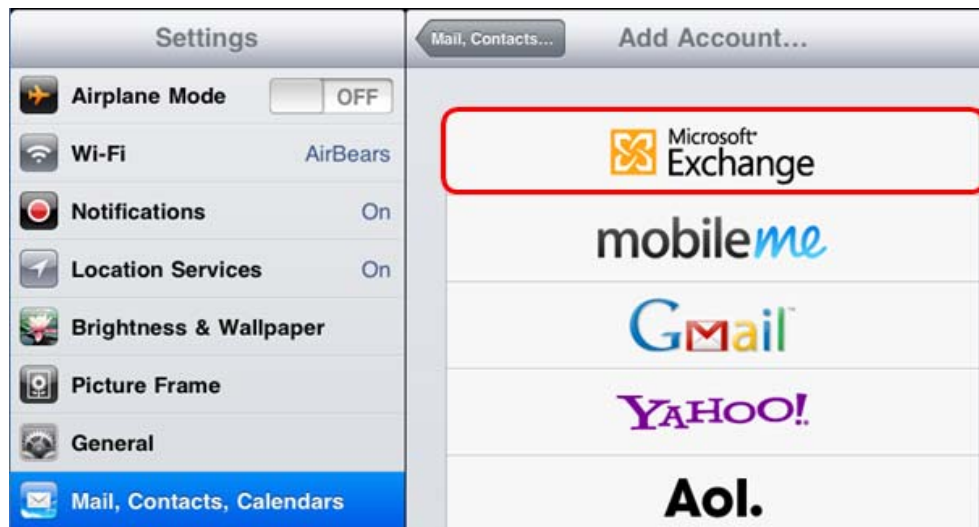 Settings
Airplane Mode OFF
Wi-Fi AirBears
Notifications On
Location Services On
Brightness & Wallpaper
Picture Frame
General
Mail, Contacts, Calendars
Mail, Contacts... Add Account...
Microsoft
Exchange
mobileme
Gmail™
YAHOO!
Aol.